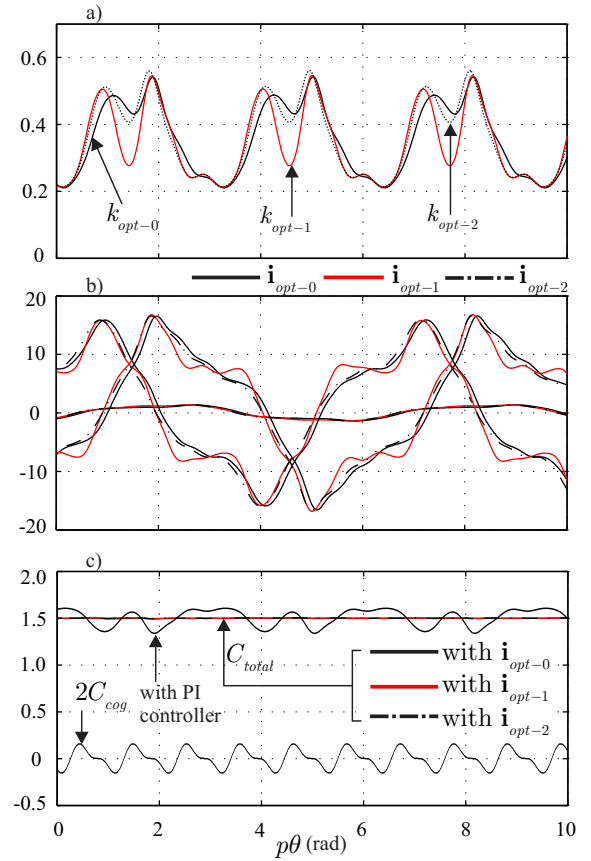 a)
0.6
0.4
0.2
0
k_opt-0
k_opt-1
k_opt-2
i_opt-0 i_opt-1 i_opt-2
b)
20
10
0
-10
-20
c)
2.0
1.5
1.0
0.5
0
-0.5
C_total
with PI
controller
2C_cog
with i_opt-0
with i_opt-1
with i_opt-2
0 2 4 6 8 10
pθ (rad)